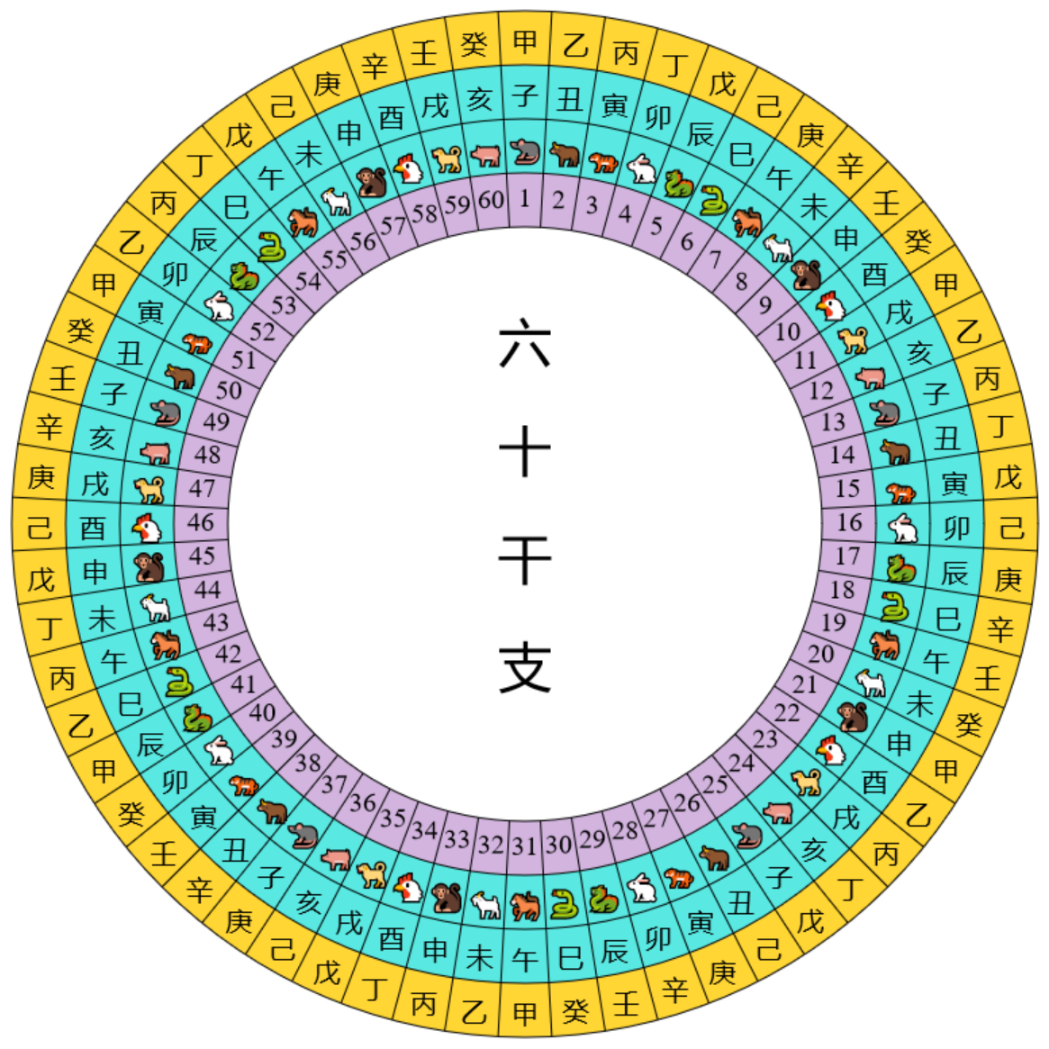 甲 乙 丙 丁 戊 己 庚 辛 壬 癸 甲 乙 丙 丁 戊 己 庚 辛 壬 癸 甲 乙 丙 丁 戊 己 庚 辛 壬 癸 甲 乙 丙 丁 戊 己 庚 辛 壬 癸 甲 乙 丙 丁 戊 己 庚 辛 壬 癸 甲 乙 丙 丁 戊 己 庚 辛 壬 癸
子 丑 寅 卯 辰 巳 午 未 申 酉 戌 亥 子 丑 寅 卯 辰 巳 午 未 申 酉 戌 亥 子 丑 寅 卯 辰 巳 午 未 申 酉 戌 亥 子 丑 寅 卯 辰 巳 午 未 申 酉 戌 亥 子 丑 寅 卯 辰 巳 午 未 申 酉 戌 亥
1 2 3 4 5 6 7 8 9 10 11 12 13 14 15 16 17 18 19 20 21 22 23 24 25 26 27 28 29 30 31 32 33 34 35 36 37 38 39 40 41 42 43 44 45 46 47 48 49 50 51 52 53 54 55 56 57 58 59 60
六十干支